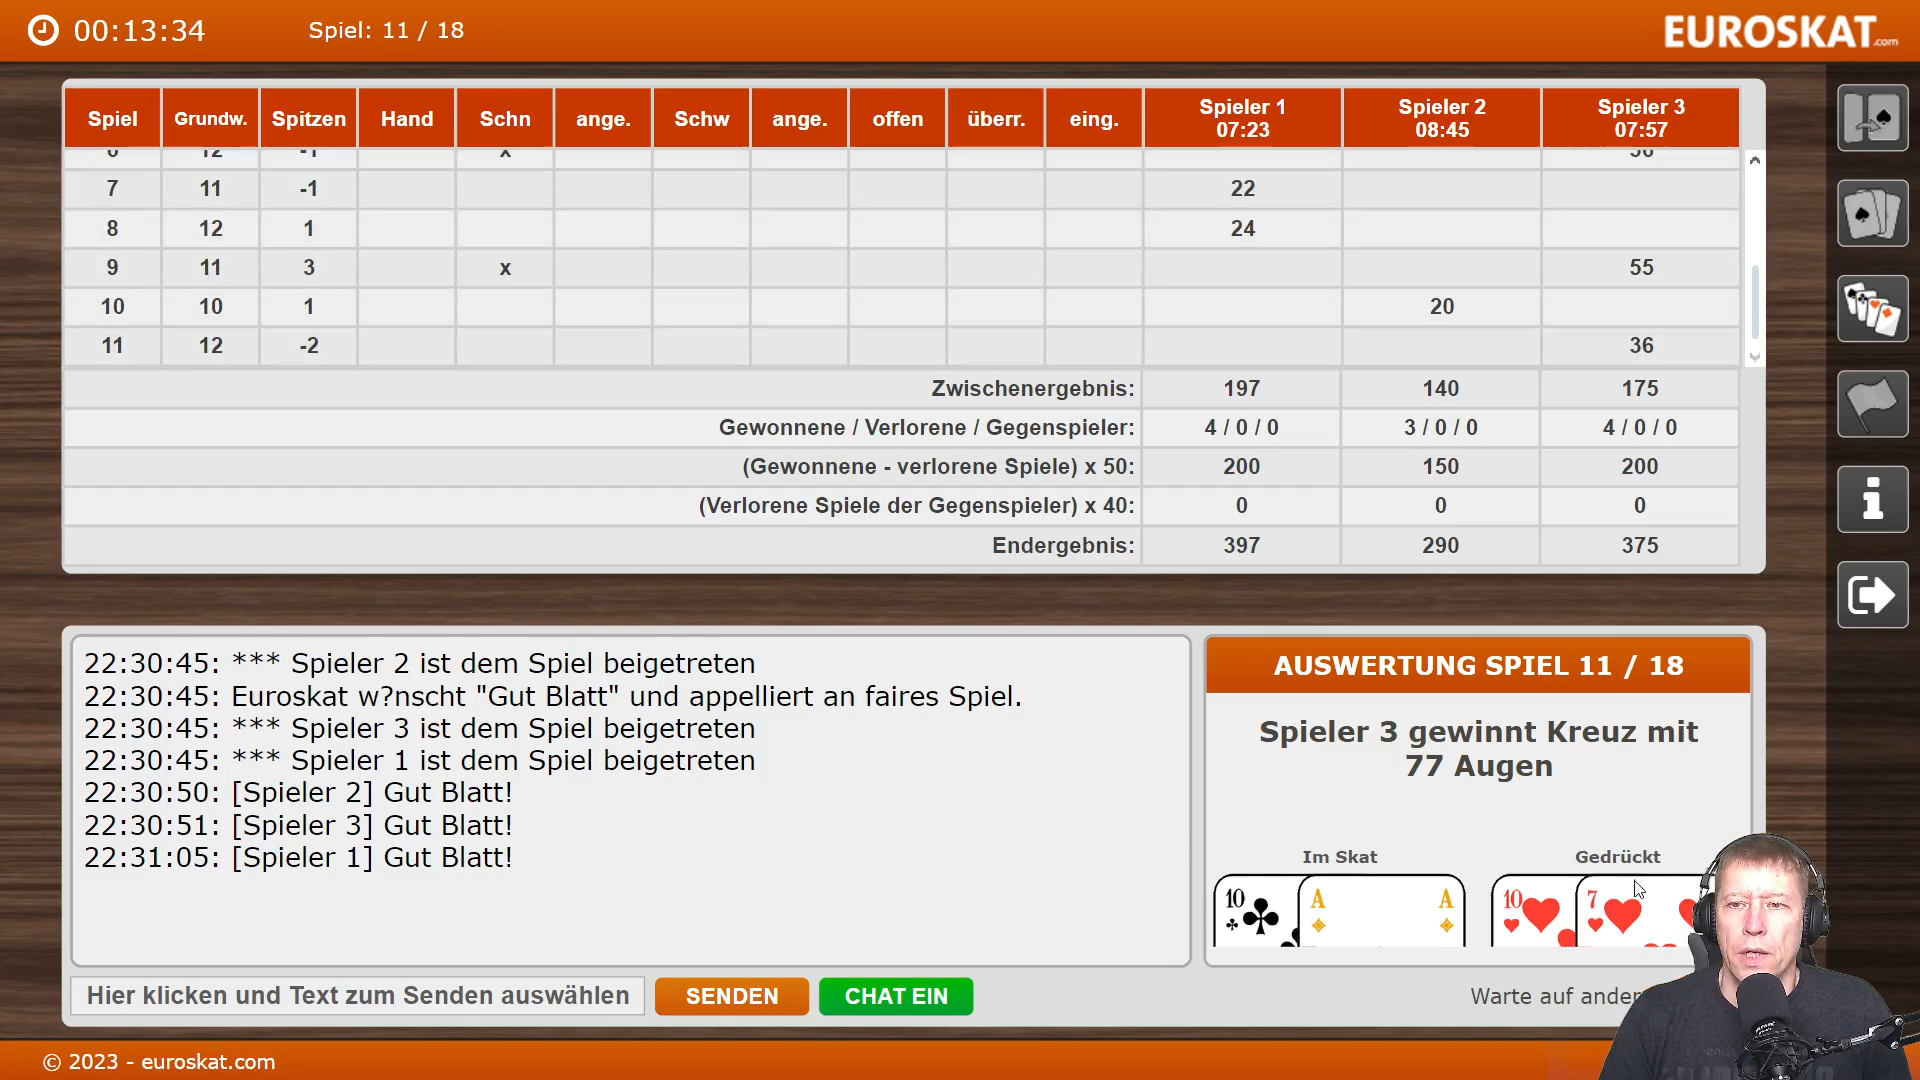 00:13:34 Spiel: 11 / 18 EUROSKAT.com
Spiel Grundw. Spitzen Hand Schn ange. Schw ange. offen überr. eing. Spieler 1 07:23 Spieler 2 08:45 Spieler 3 07:57
6 12 -1 x 36
7 11 -1 22
8 12 1 24
9 11 3 x 55
10 10 1 20
11 12 -2 36
Zwischenergebnis: 197 140 175
Gewonnene / Verlorene / Gegenspieler: 4 / 0 / 0 3 / 0 / 0 4 / 0 / 0
(Gewonnene - verlorene Spiele) x 50: 200 150 200
(Verlorene Spiele der Gegenspieler) x 40: 0 0 0
Endergebnis: 397 290 375
22:30:45: *** Spieler 2 ist dem Spiel beigetreten
22:30:45: Euroskat w?nscht "Gut Blatt" und appelliert an faires Spiel.
22:30:45: *** Spieler 3 ist dem Spiel beigetreten
22:30:45: *** Spieler 1 ist dem Spiel beigetreten
22:30:50: [Spieler 2] Gut Blatt!
22:30:51: [Spieler 3] Gut Blatt!
22:31:05: [Spieler 1] Gut Blatt!
Hier klicken und Text zum Senden auswählen SENDEN CHAT EIN
AUSWERTUNG SPIEL 11 / 18
Spieler 3 gewinnt Kreuz mit
77 Augen
Im Skat Gedrückt
10 A A 10 7
Warte auf
© 2023 - euroskat.com